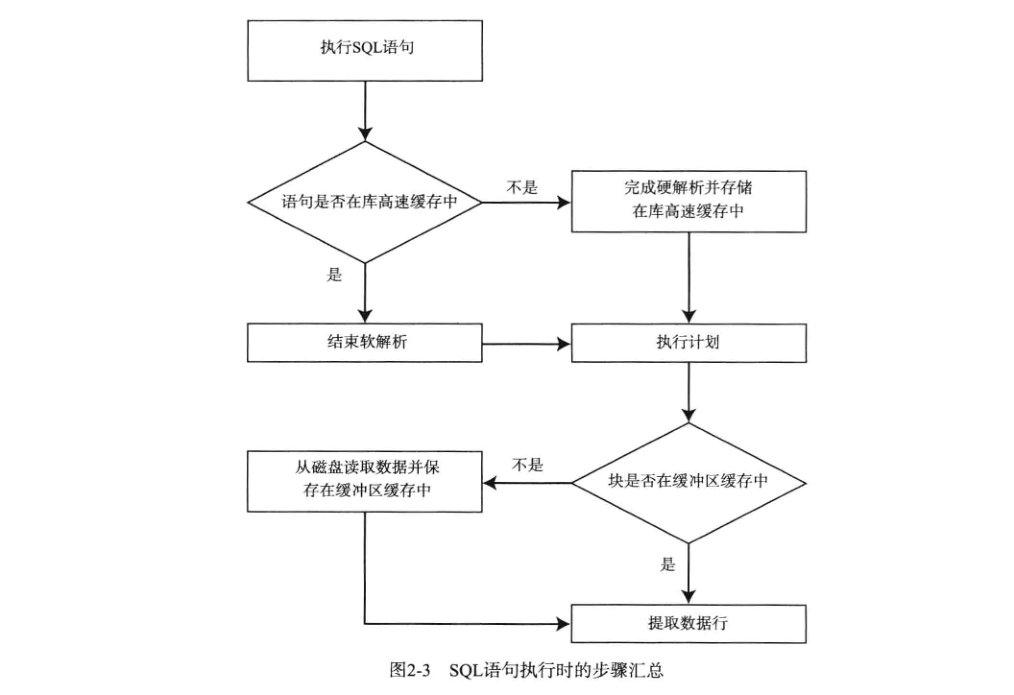 执行SQL语句
语句是否在库高速缓存中
不是
完成硬解析并存储
在库高速缓存中
是
结束软解析
执行计划
从磁盘读取数据并保
存在缓冲区缓存中
不是
块是否在缓冲区缓存中
是
提取数据行
图2-3 SQL语句执行时的步骤汇总